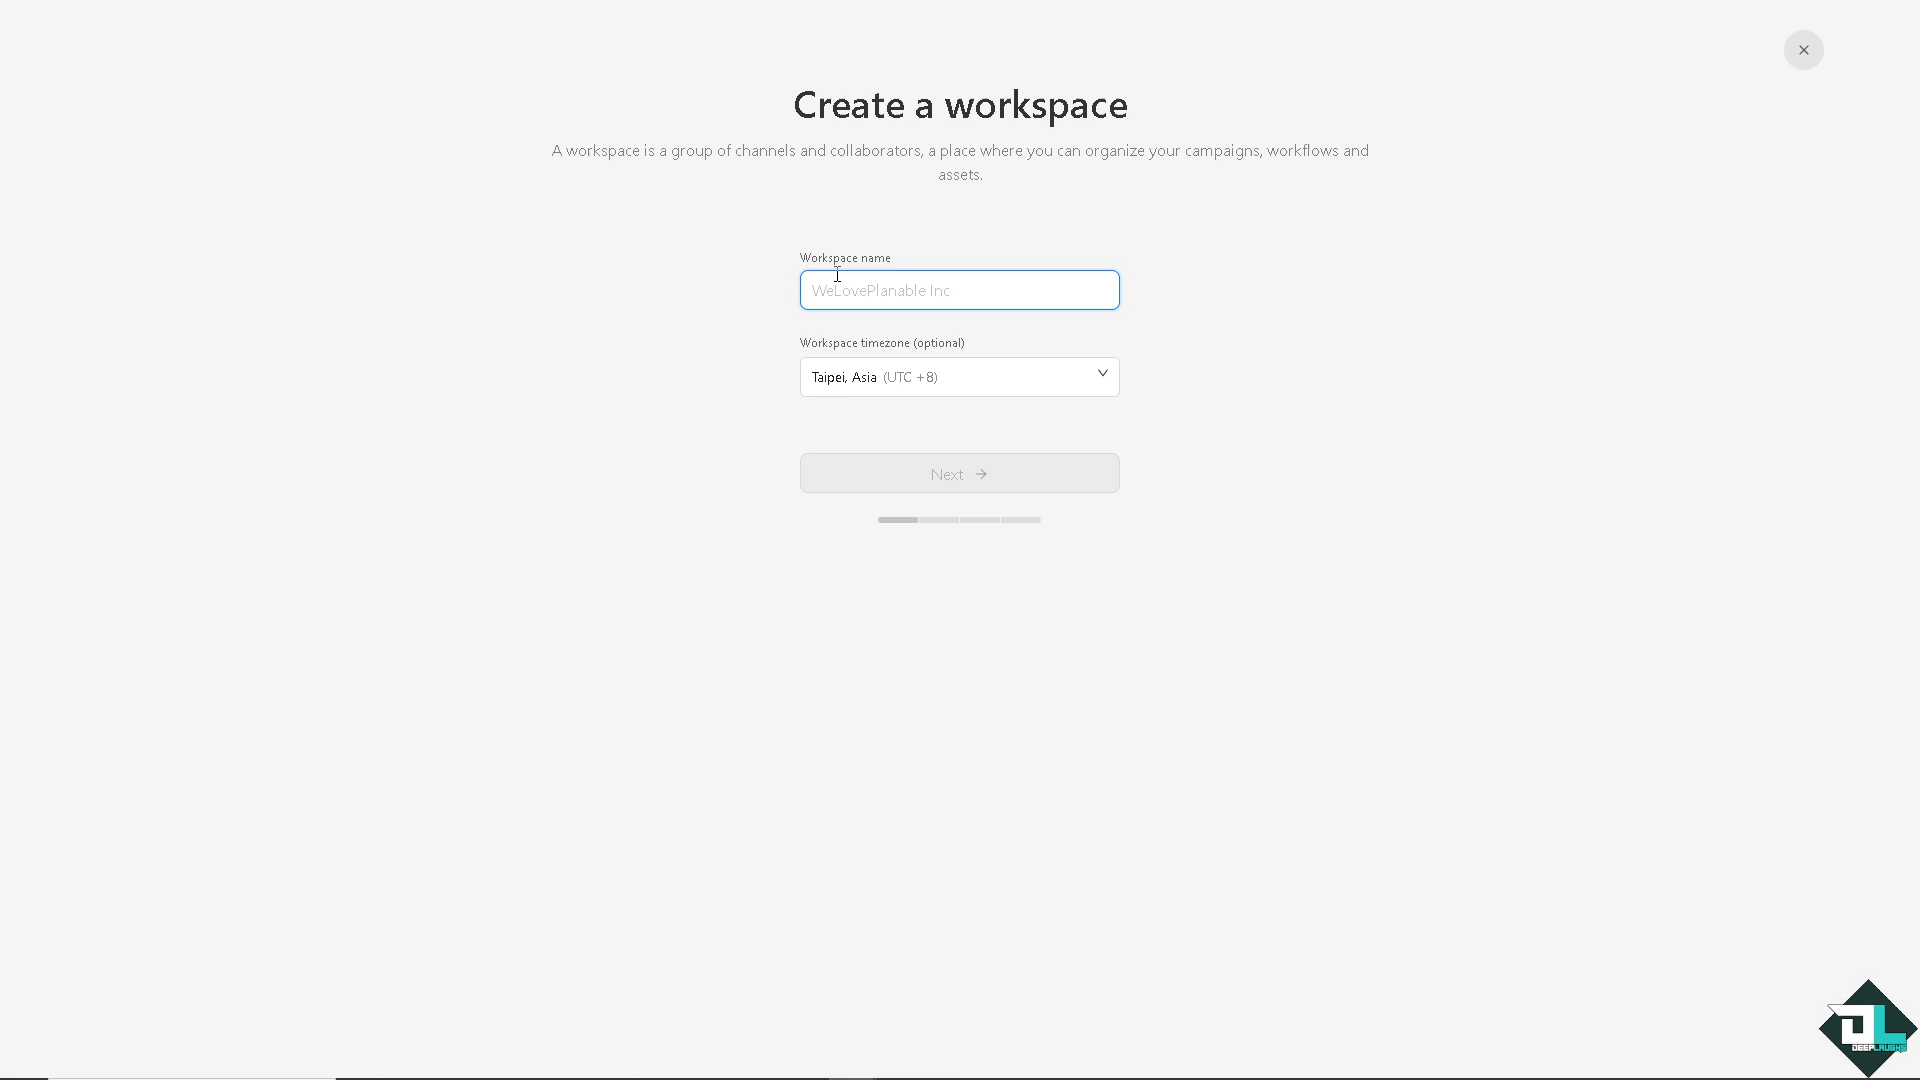 Create a workspace
A workspace is a group of channels and collaborators, a place where you can organize your campaigns, workflows and
assets.
Workspace name
WeLovePlanable Inc
Workspace timezone (optional)
Taipei, Asia (UTC +8)
Next
DEEPLAUGHS